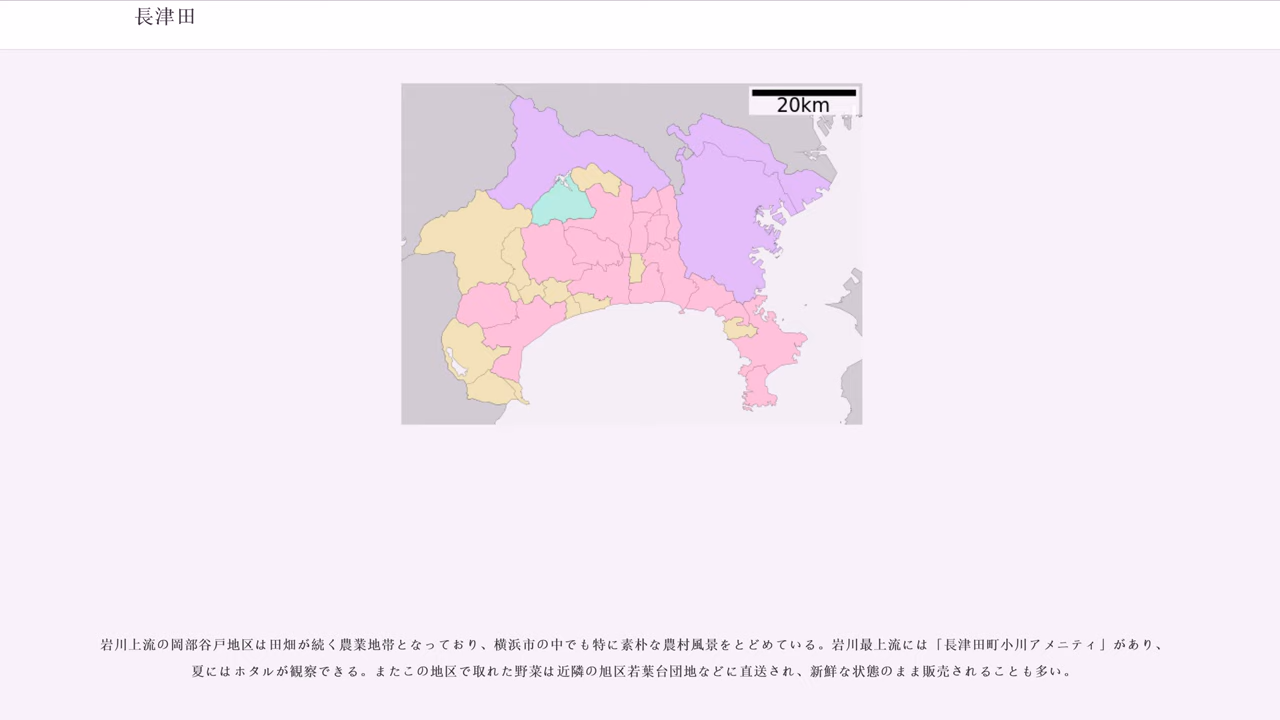 長津田
20km
岩川上流の岡部谷戸地区は田畑が続く農業地帯となっており、横浜市の中でも特に素朴な農村風景をとどめている。岩川最上流には「長津田町小川アメニティ」があり、
夏にはホタルが観察できる。またこの地区で取れた野菜は近隣の旭区若葉台団地などに直送され、新鮮な状態のまま販売されることも多い。